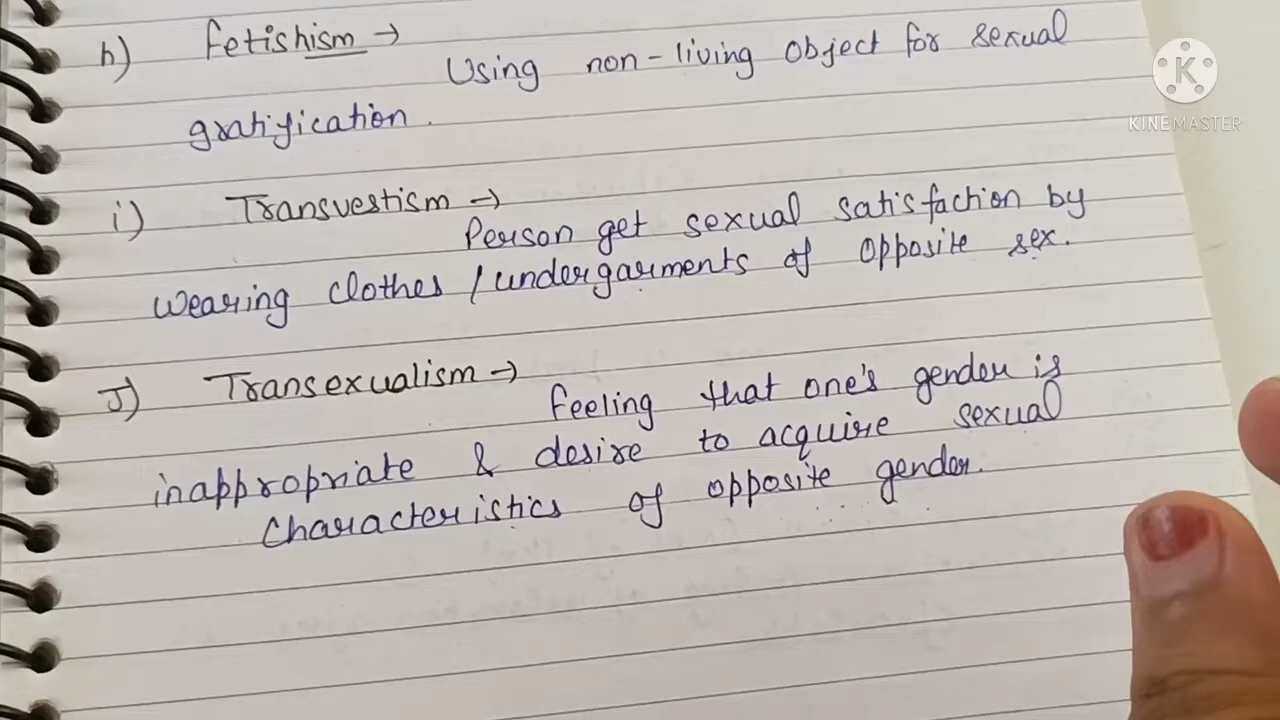 h) Fetishism →
Using non-living object for sexual
gratification.
i) Transvestism →
Person get sexual satisfaction by
wearing clothes / undergarments of opposite sex.
J) Transexualism →
feeling that one's gender is
inappropriate & desire to acquire sexual
characteristics of opposite gender.
K
KINEMASTER